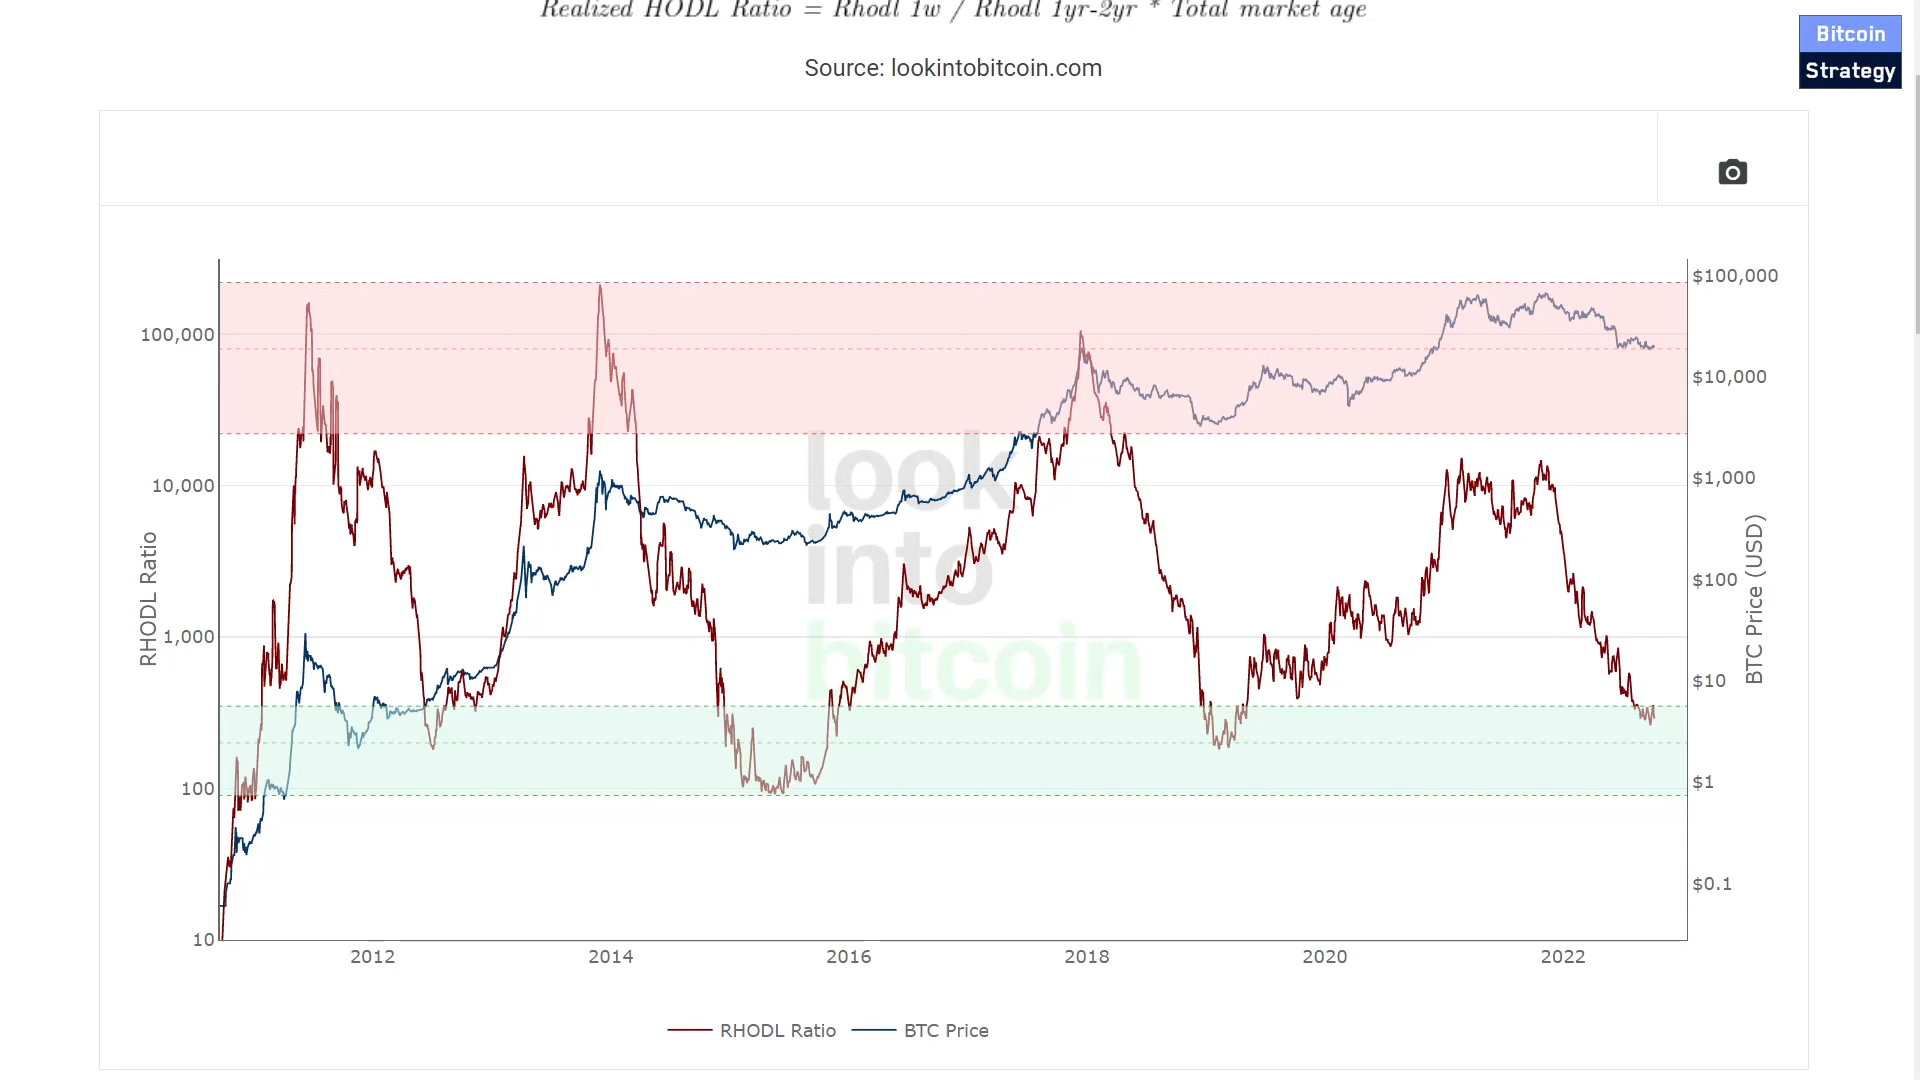 Realized HODL Ratio = Rhodl 1w / Rhodl 1yr-2yr * Total market age
Bitcoin
Strategy
Source: lookintobitcoin.com
100,000
10,000
1,000
100
10
RHODL Ratio
look
into
bitcoin
$100,000
$10,000
$1,000
$100
$10
$1
$0.1
BTC Price (USD)
2012
2014
2016
2018
2020
2022
RHODL Ratio
BTC Price